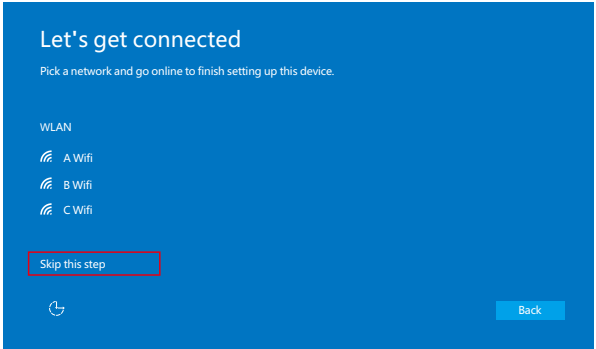 Let's get connected
Pick a network and go online to finish setting up this device.
WLAN
A Wifi
B Wifi
C Wifi
Skip this step
Back